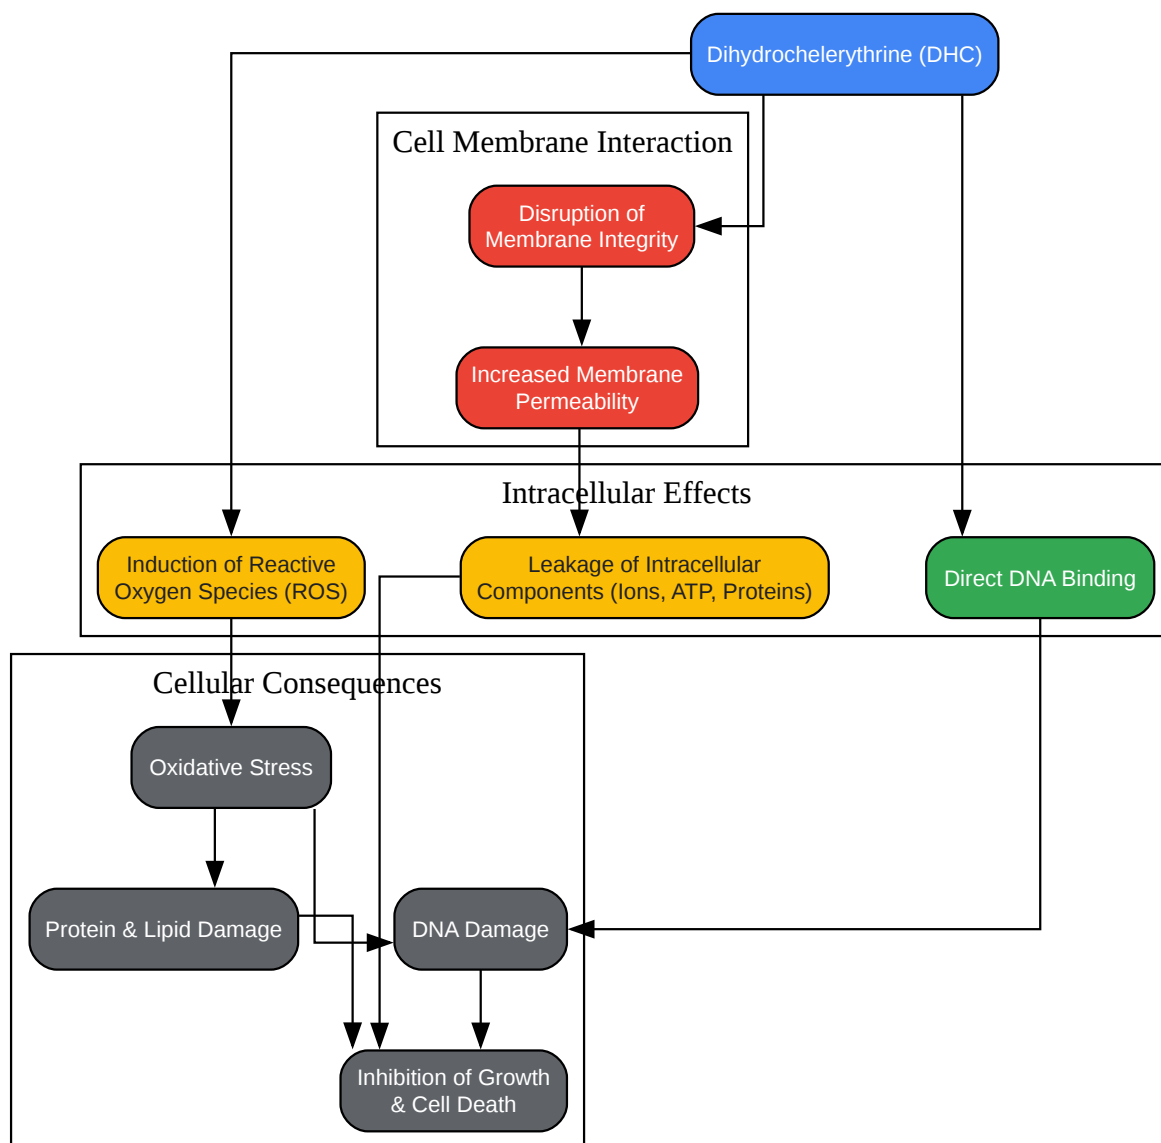 Dihydrochelerythrine (DHC)
Cell Membrane Interaction
Disruption of
Membrane Integrity
Increased Membrane
Permeability
Intracellular Effects
Induction of Reactive
Oxygen Species (ROS)
Leakage of Intracellular
Components (Ions, ATP, Proteins)
Direct DNA Binding
Cellular Consequences
Oxidative Stress
Protein & Lipid Damage
DNA Damage
Inhibition of Growth
& Cell Death